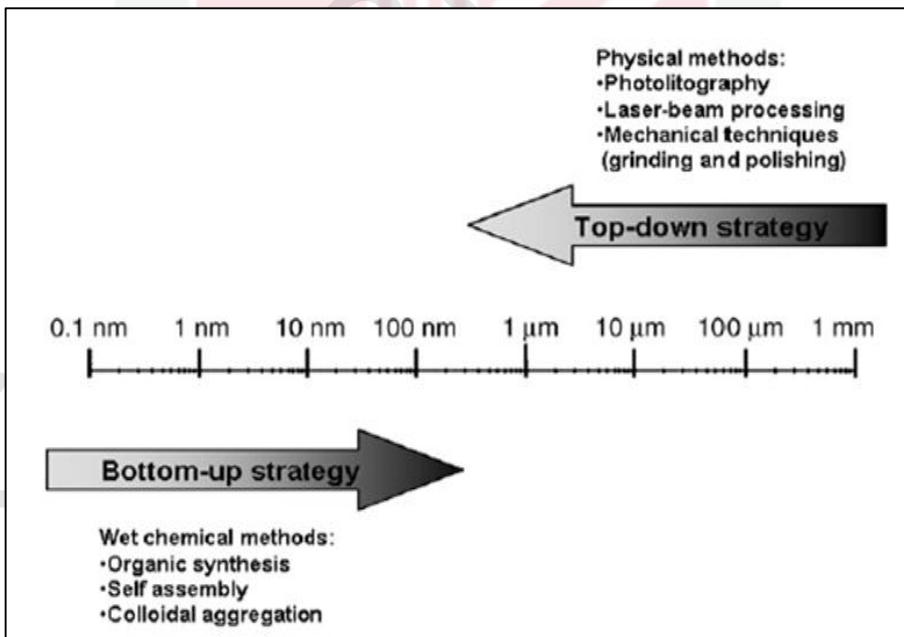 Physical methods:
•Photolitography
•Laser-beam processing
•Mechanical techniques
(grinding and polishing)
Top-down strategy
0.1 nm 1 nm 10 nm 100 nm 1 μm 10 μm 100 μm 1 mm
Bottom-up strategy
Wet chemical methods:
•Organic synthesis
•Self assembly
•Colloidal aggregation